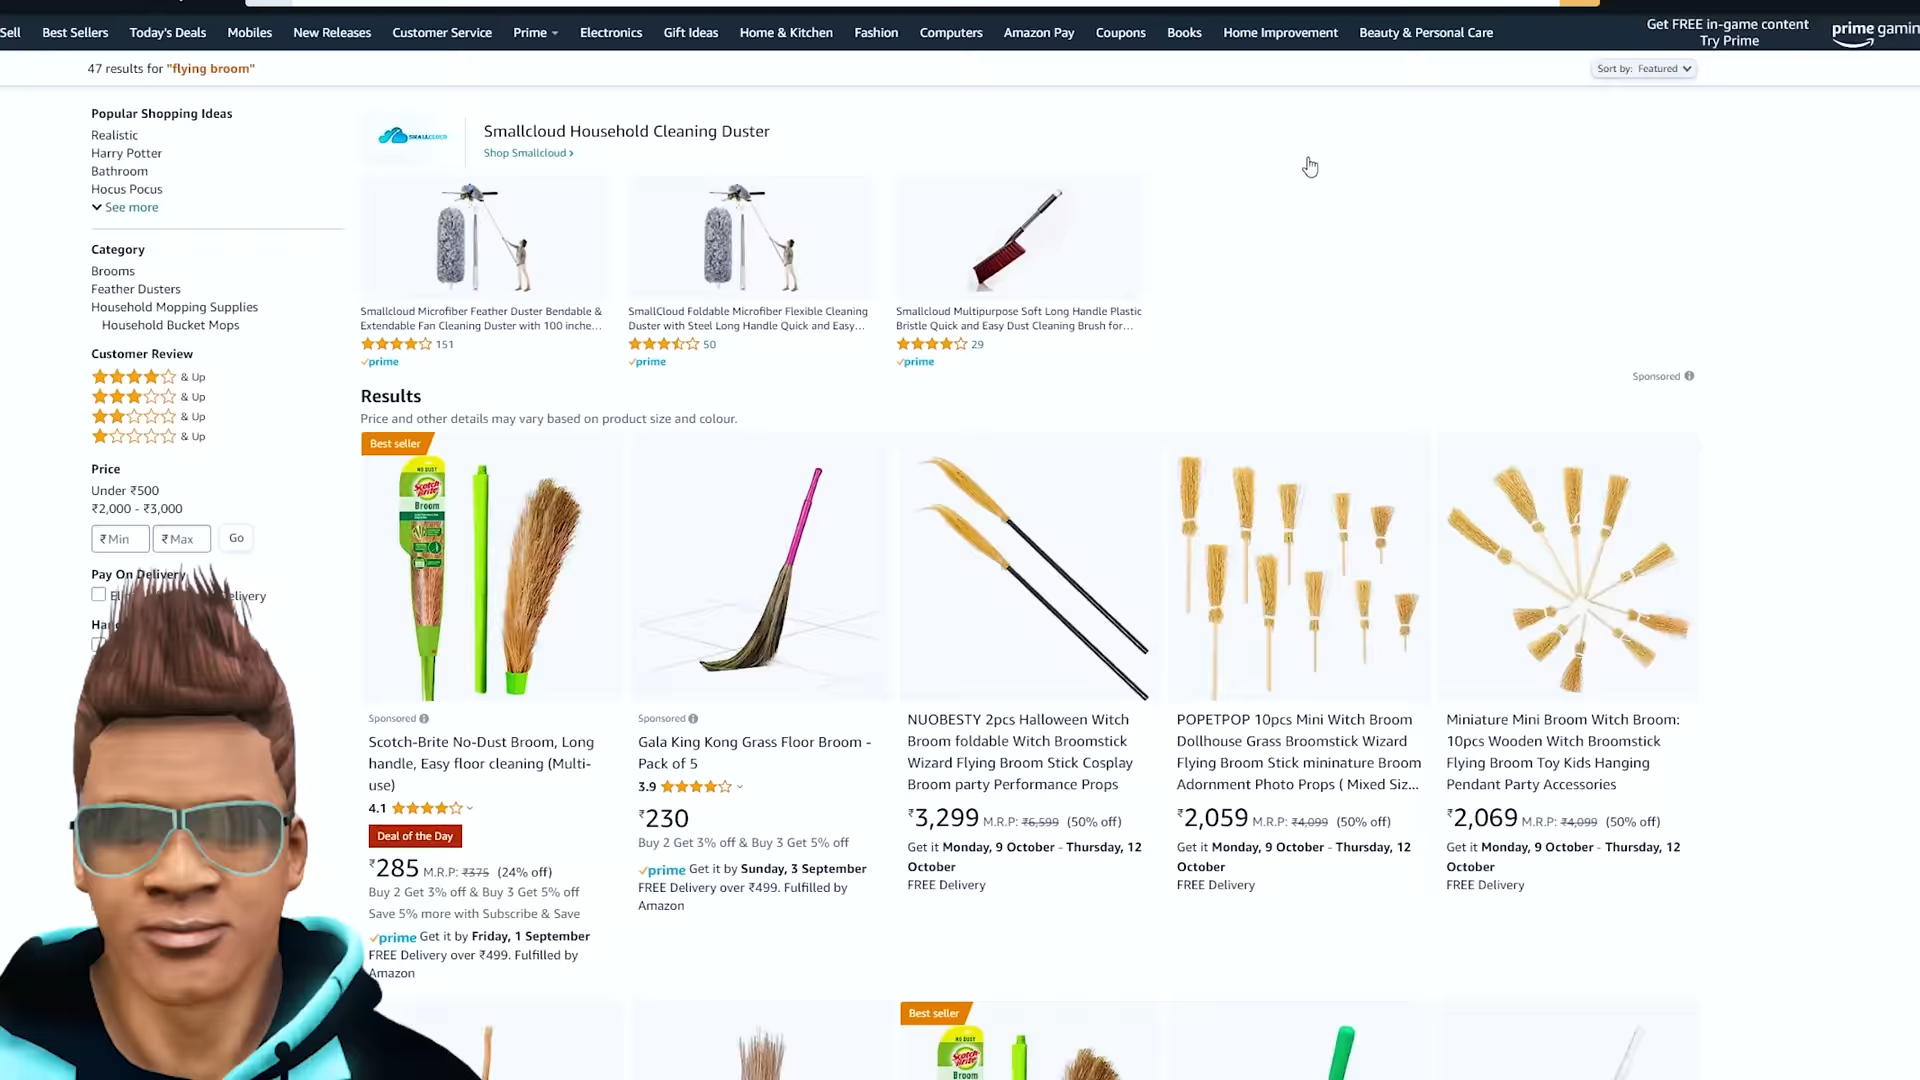 Sell Best Sellers Today's Deals Mobiles New Releases Customer Service Prime Electronics Gift Ideas Home & Kitchen Fashion Computers Amazon Pay Coupons Books Home Improvement Beauty & Personal Care
Get FREE in-game content
Try Prime
prime gamin
47 results for "flying broom"
Sort by: Featured
Popular Shopping Ideas
Realistic
Harry Potter
Bathroom
Hocus Pocus
See more
Category
Brooms
Feather Dusters
Household Mopping Supplies
Household Bucket Mops
Customer Review
& Up
& Up
& Up
& Up
Price
Under ₹500
₹2,000 - ₹3,000
₹ Min
₹ Max
Go
Pay On Delivery
SMALLCLOUD
Smallcloud Household Cleaning Duster
Shop Smallcloud ›
Smallcloud Microfiber Feather Duster Bendable &
Extendable Fan Cleaning Duster with 100 inche...
151
prime
SmallCloud Foldable Microfiber Flexible Cleaning
Duster with Steel Long Handle Quick and Easy...
50
prime
Smallcloud Multipurpose Soft Long Handle Plastic
Bristle Quick and Easy Dust Cleaning Brush for...
29
prime
Sponsored
Results
Price and other details may vary based on product size and colour.
Best seller
NO DUST
Scotch
Brite
Broom
Sponsored
Scotch-Brite No-Dust Broom, Long
handle, Easy floor cleaning (Multi-
use)
4.1
Deal of the Day
₹285 M.R.P: ₹375 (24% off)
Buy 2 Get 3% off & Buy 3 Get 5% off
Save 5% more with Subscribe & Save
prime Get it by Friday, 1 September
FREE Delivery over ₹499. Fulfilled by
Amazon
Sponsored
Gala King Kong Grass Floor Broom -
Pack of 5
3.9
₹230
Buy 2 Get 3% off & Buy 3 Get 5% off
prime Get it by Sunday, 3 September
FREE Delivery over ₹499. Fulfilled by
Amazon
NUOBESTY 2pcs Halloween Witch
Broom foldable Witch Broomstick
Wizard Flying Broom Stick Cosplay
Broom party Performance Props
₹3,299 M.R.P: ₹6,599 (50% off)
Get it Monday, 9 October - Thursday, 12
October
FREE Delivery
POPETPOP 10pcs Mini Witch Broom
Dollhouse Grass Broomstick Wizard
Flying Broom Stick mininature Broom
Adornment Photo Props ( Mixed Siz...
₹2,059 M.R.P: ₹4,099 (50% off)
Get it Monday, 9 October - Thursday, 12
October
FREE Delivery
Miniature Mini Broom Witch Broom:
10pcs Wooden Witch Broomstick
Flying Broom Toy Kids Hanging
Pendant Party Accessories
₹2,069 M.R.P: ₹4,099 (50% off)
Get it Monday, 9 October - Thursday, 12
October
FREE Delivery
Best seller
NO DUST
Scotch
Brite
Broom